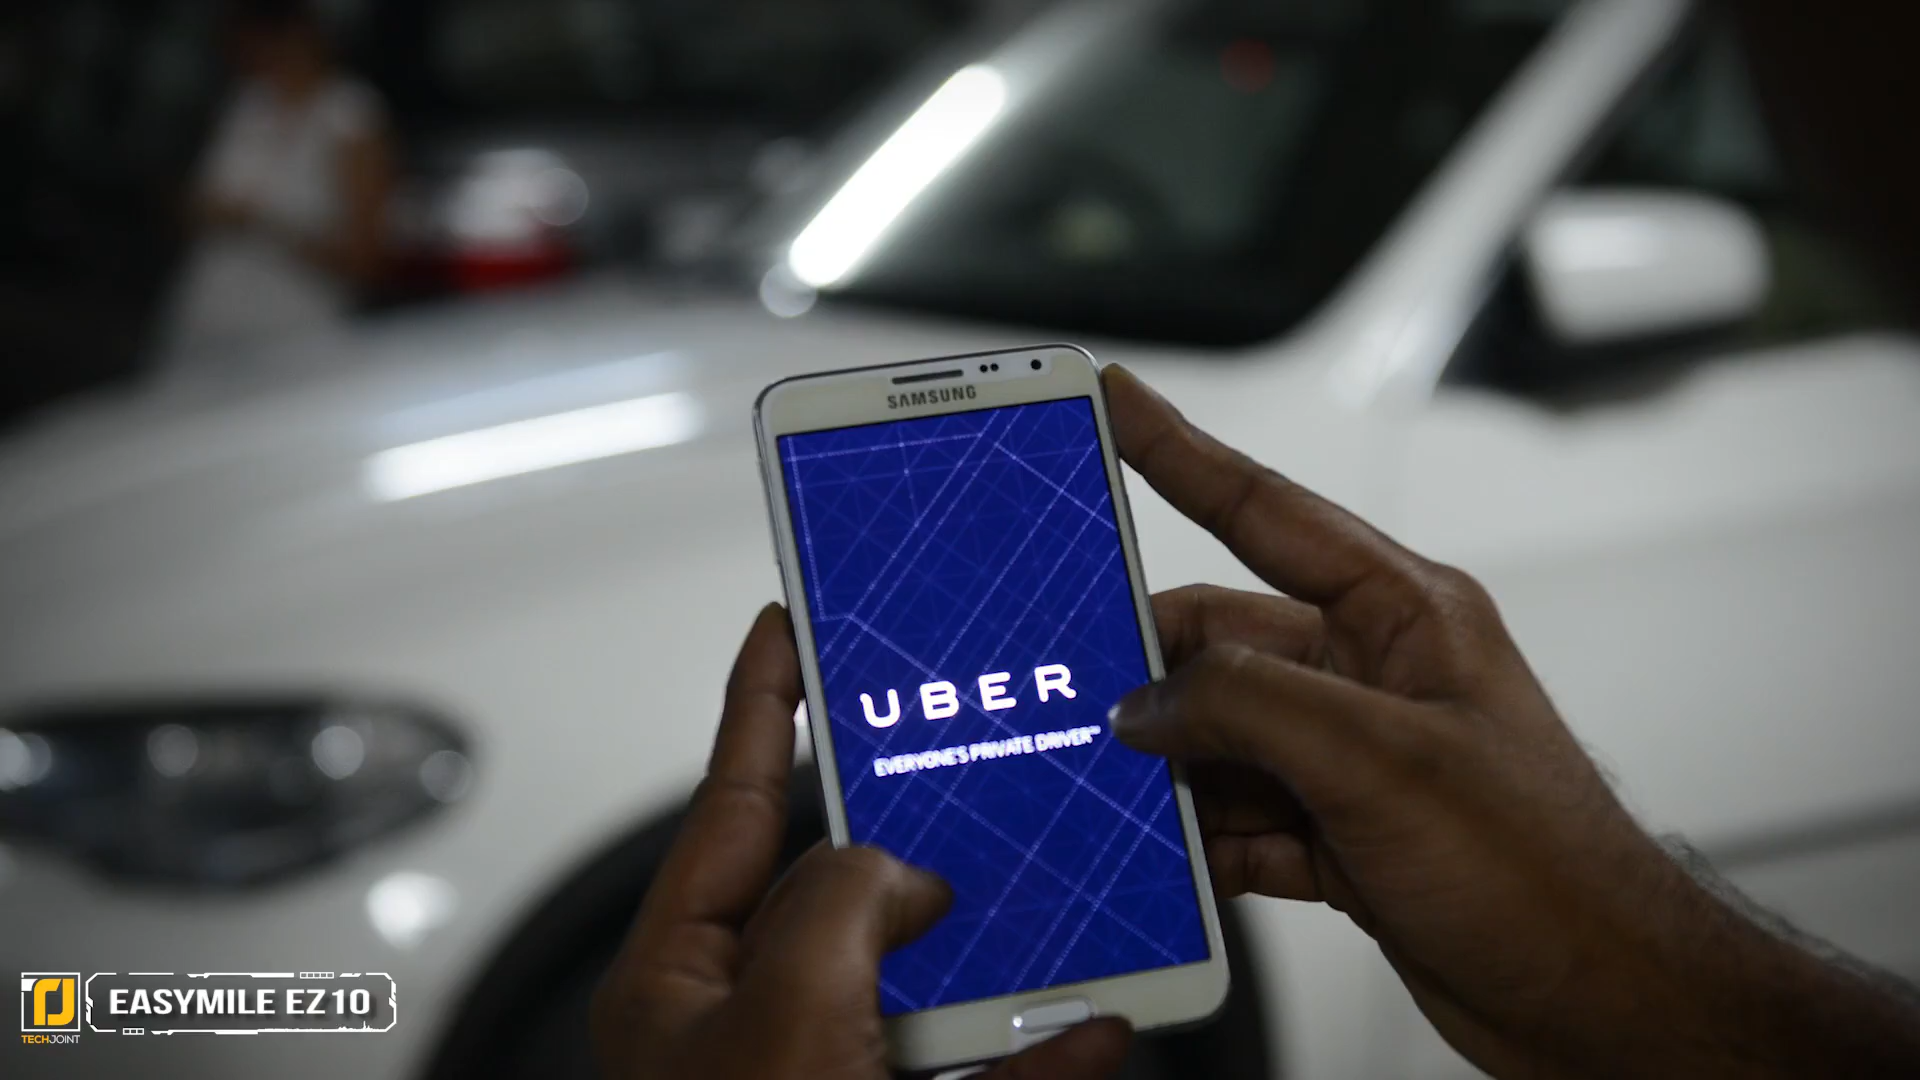 SAMSUNG
UBER
EVERYONE'S PRIVATE DRIVER™
EASYMILE EZ10
TECHJOINT